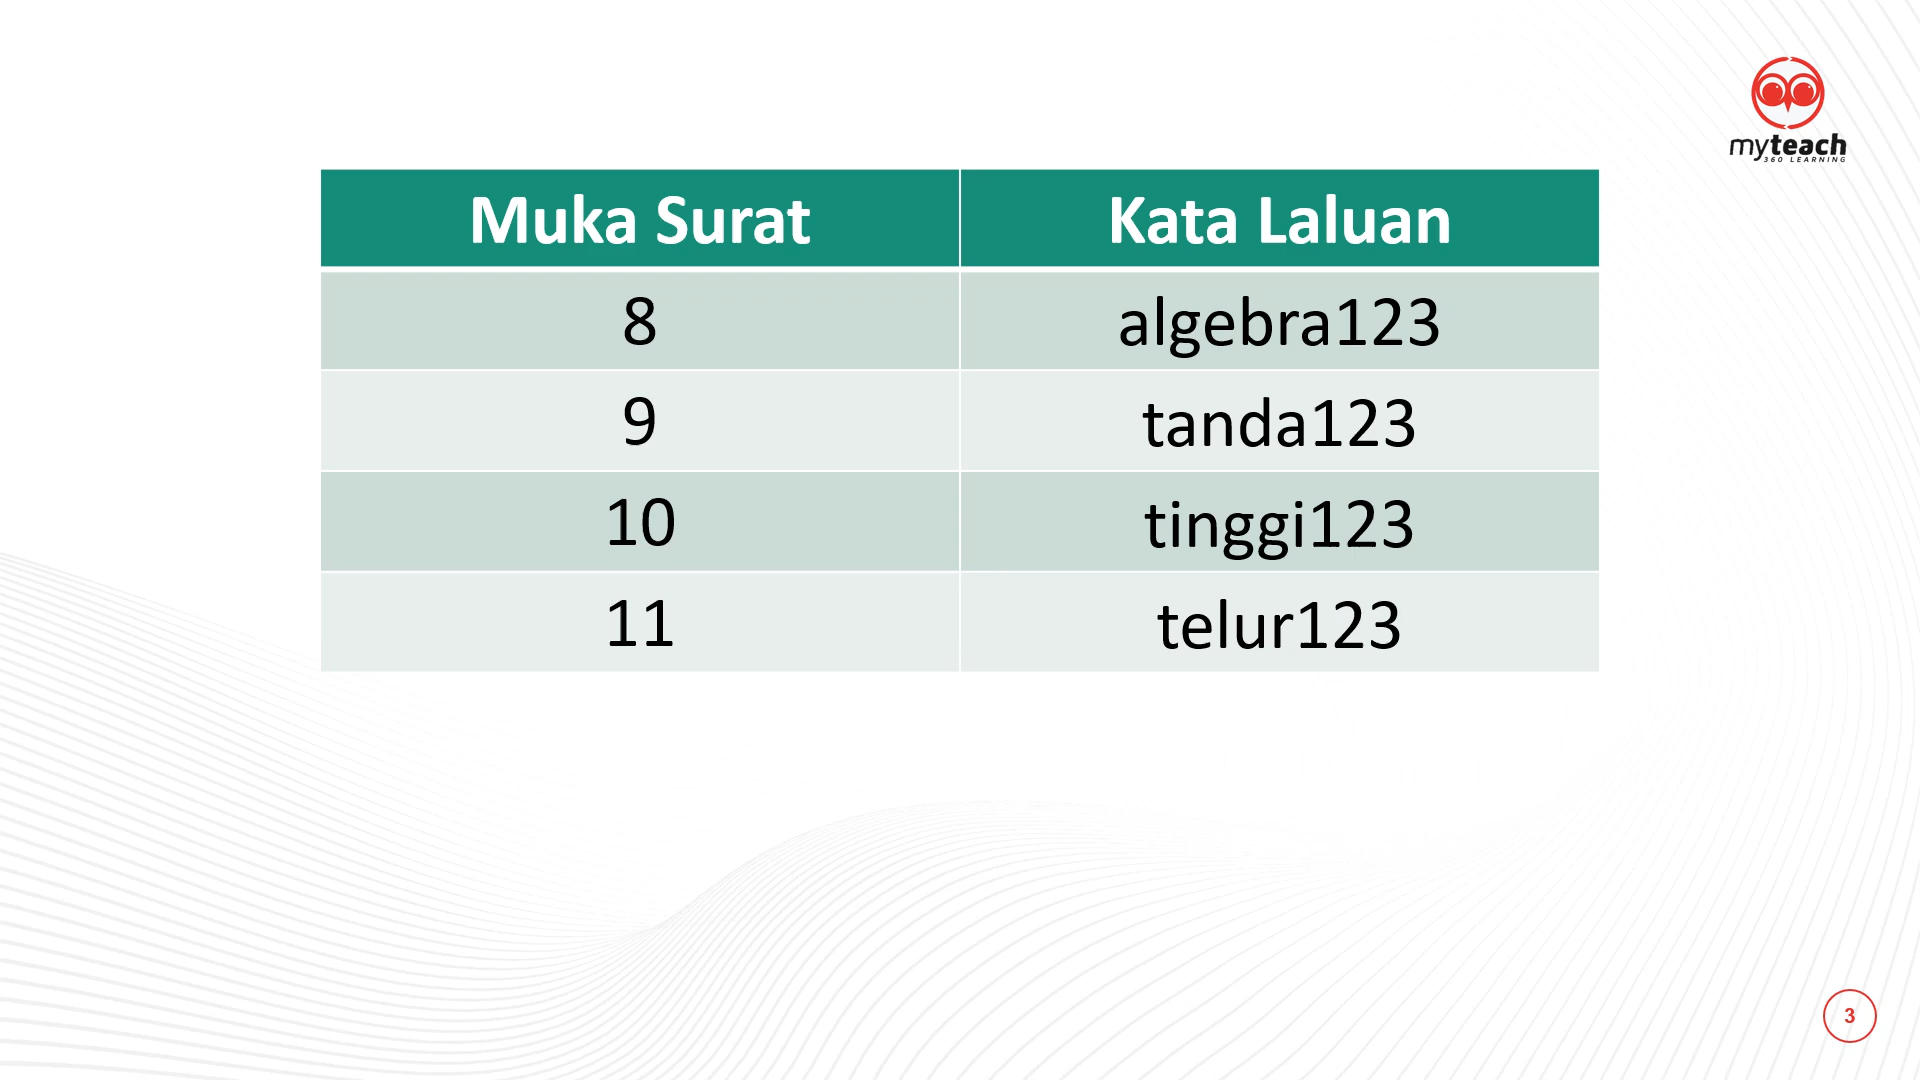 myteach
360 LEARNING
Muka Surat Kata Laluan
8 algebra123
9 tanda123
10 tinggi123
11 telur123
3